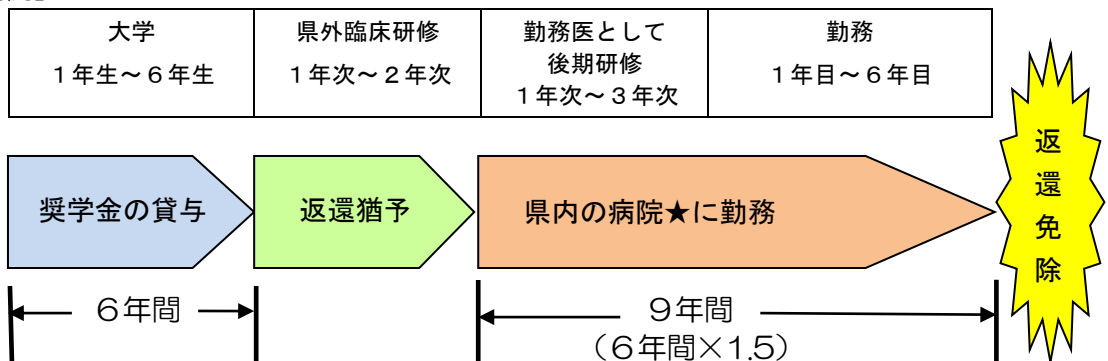 大学
1年生～6年生
県外臨床研修
1年次～2年次
勤務医として
後期研修
1年次～3年次
勤務
1年目～6年目
奨学金の貸与
返還猶予
県内の病院★に勤務
返還免除
6年間
9年間
（6年間×1.5）